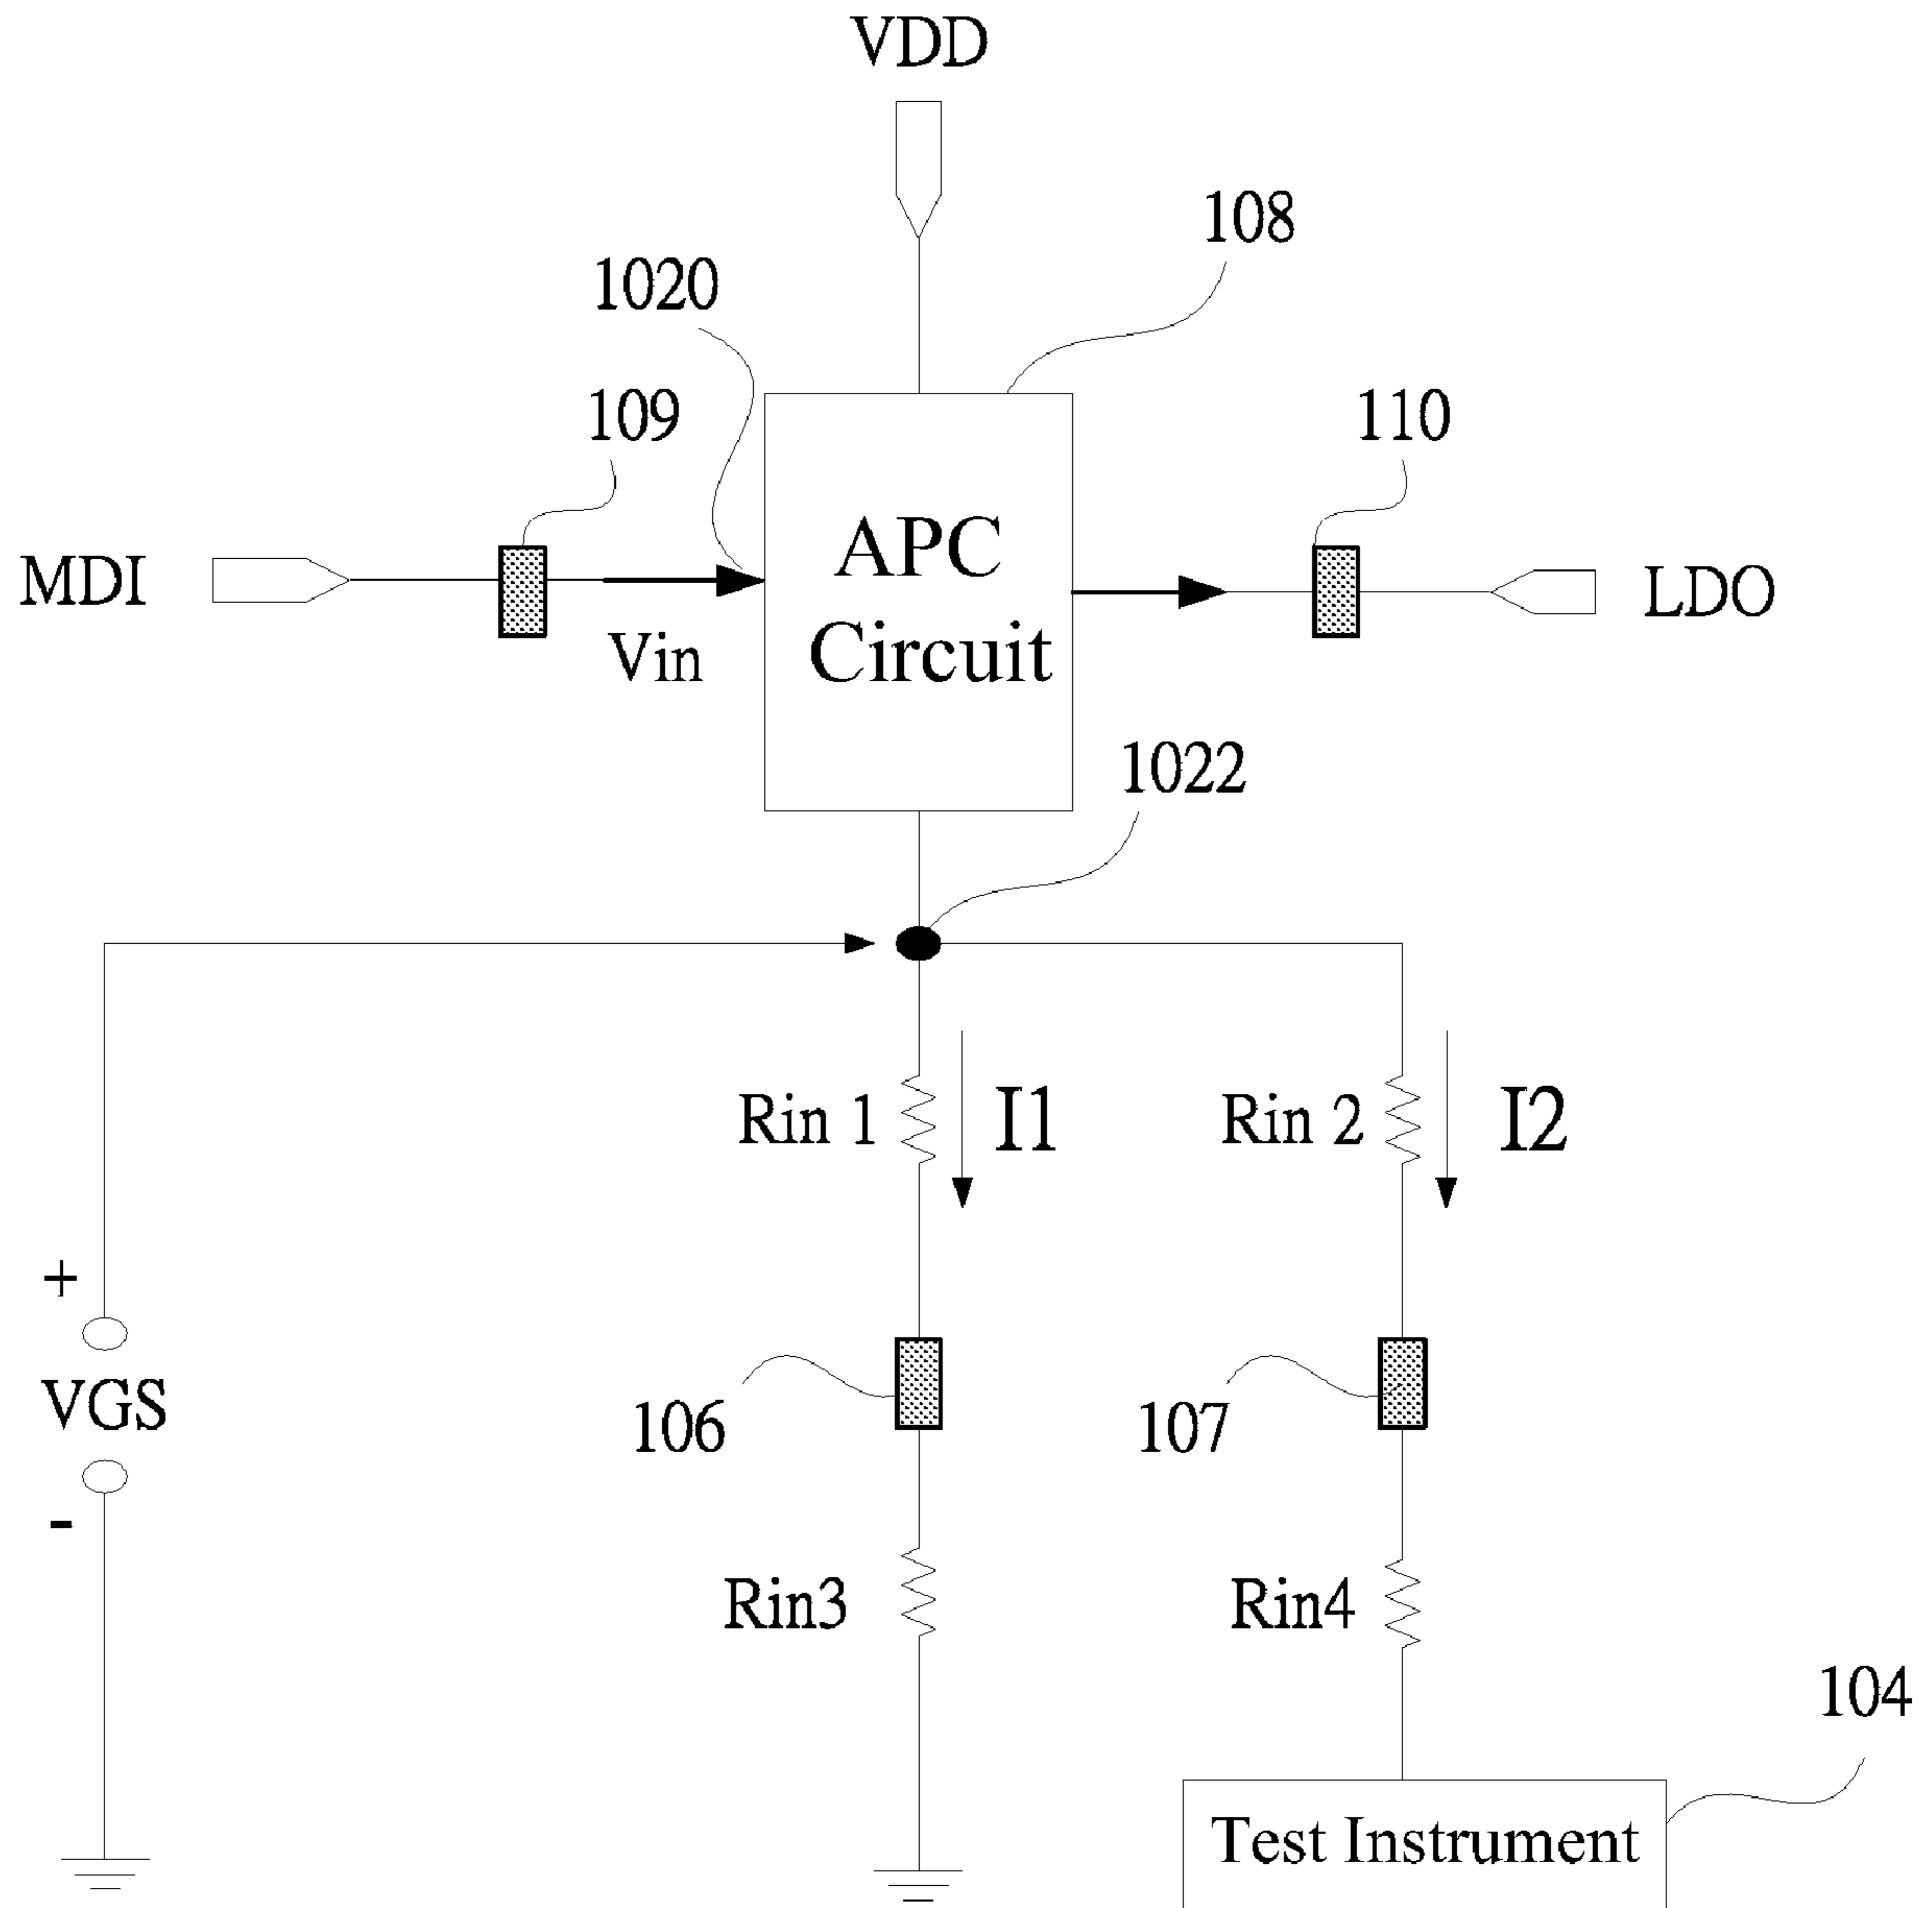 VDD
108
1020
109
110
APC
Circuit
MDI
LDO
Vin
1022
Rin 1
I1
Rin 2
I2
+
VGS
-
106
107
Rin3
Rin4
104
Test Instrument